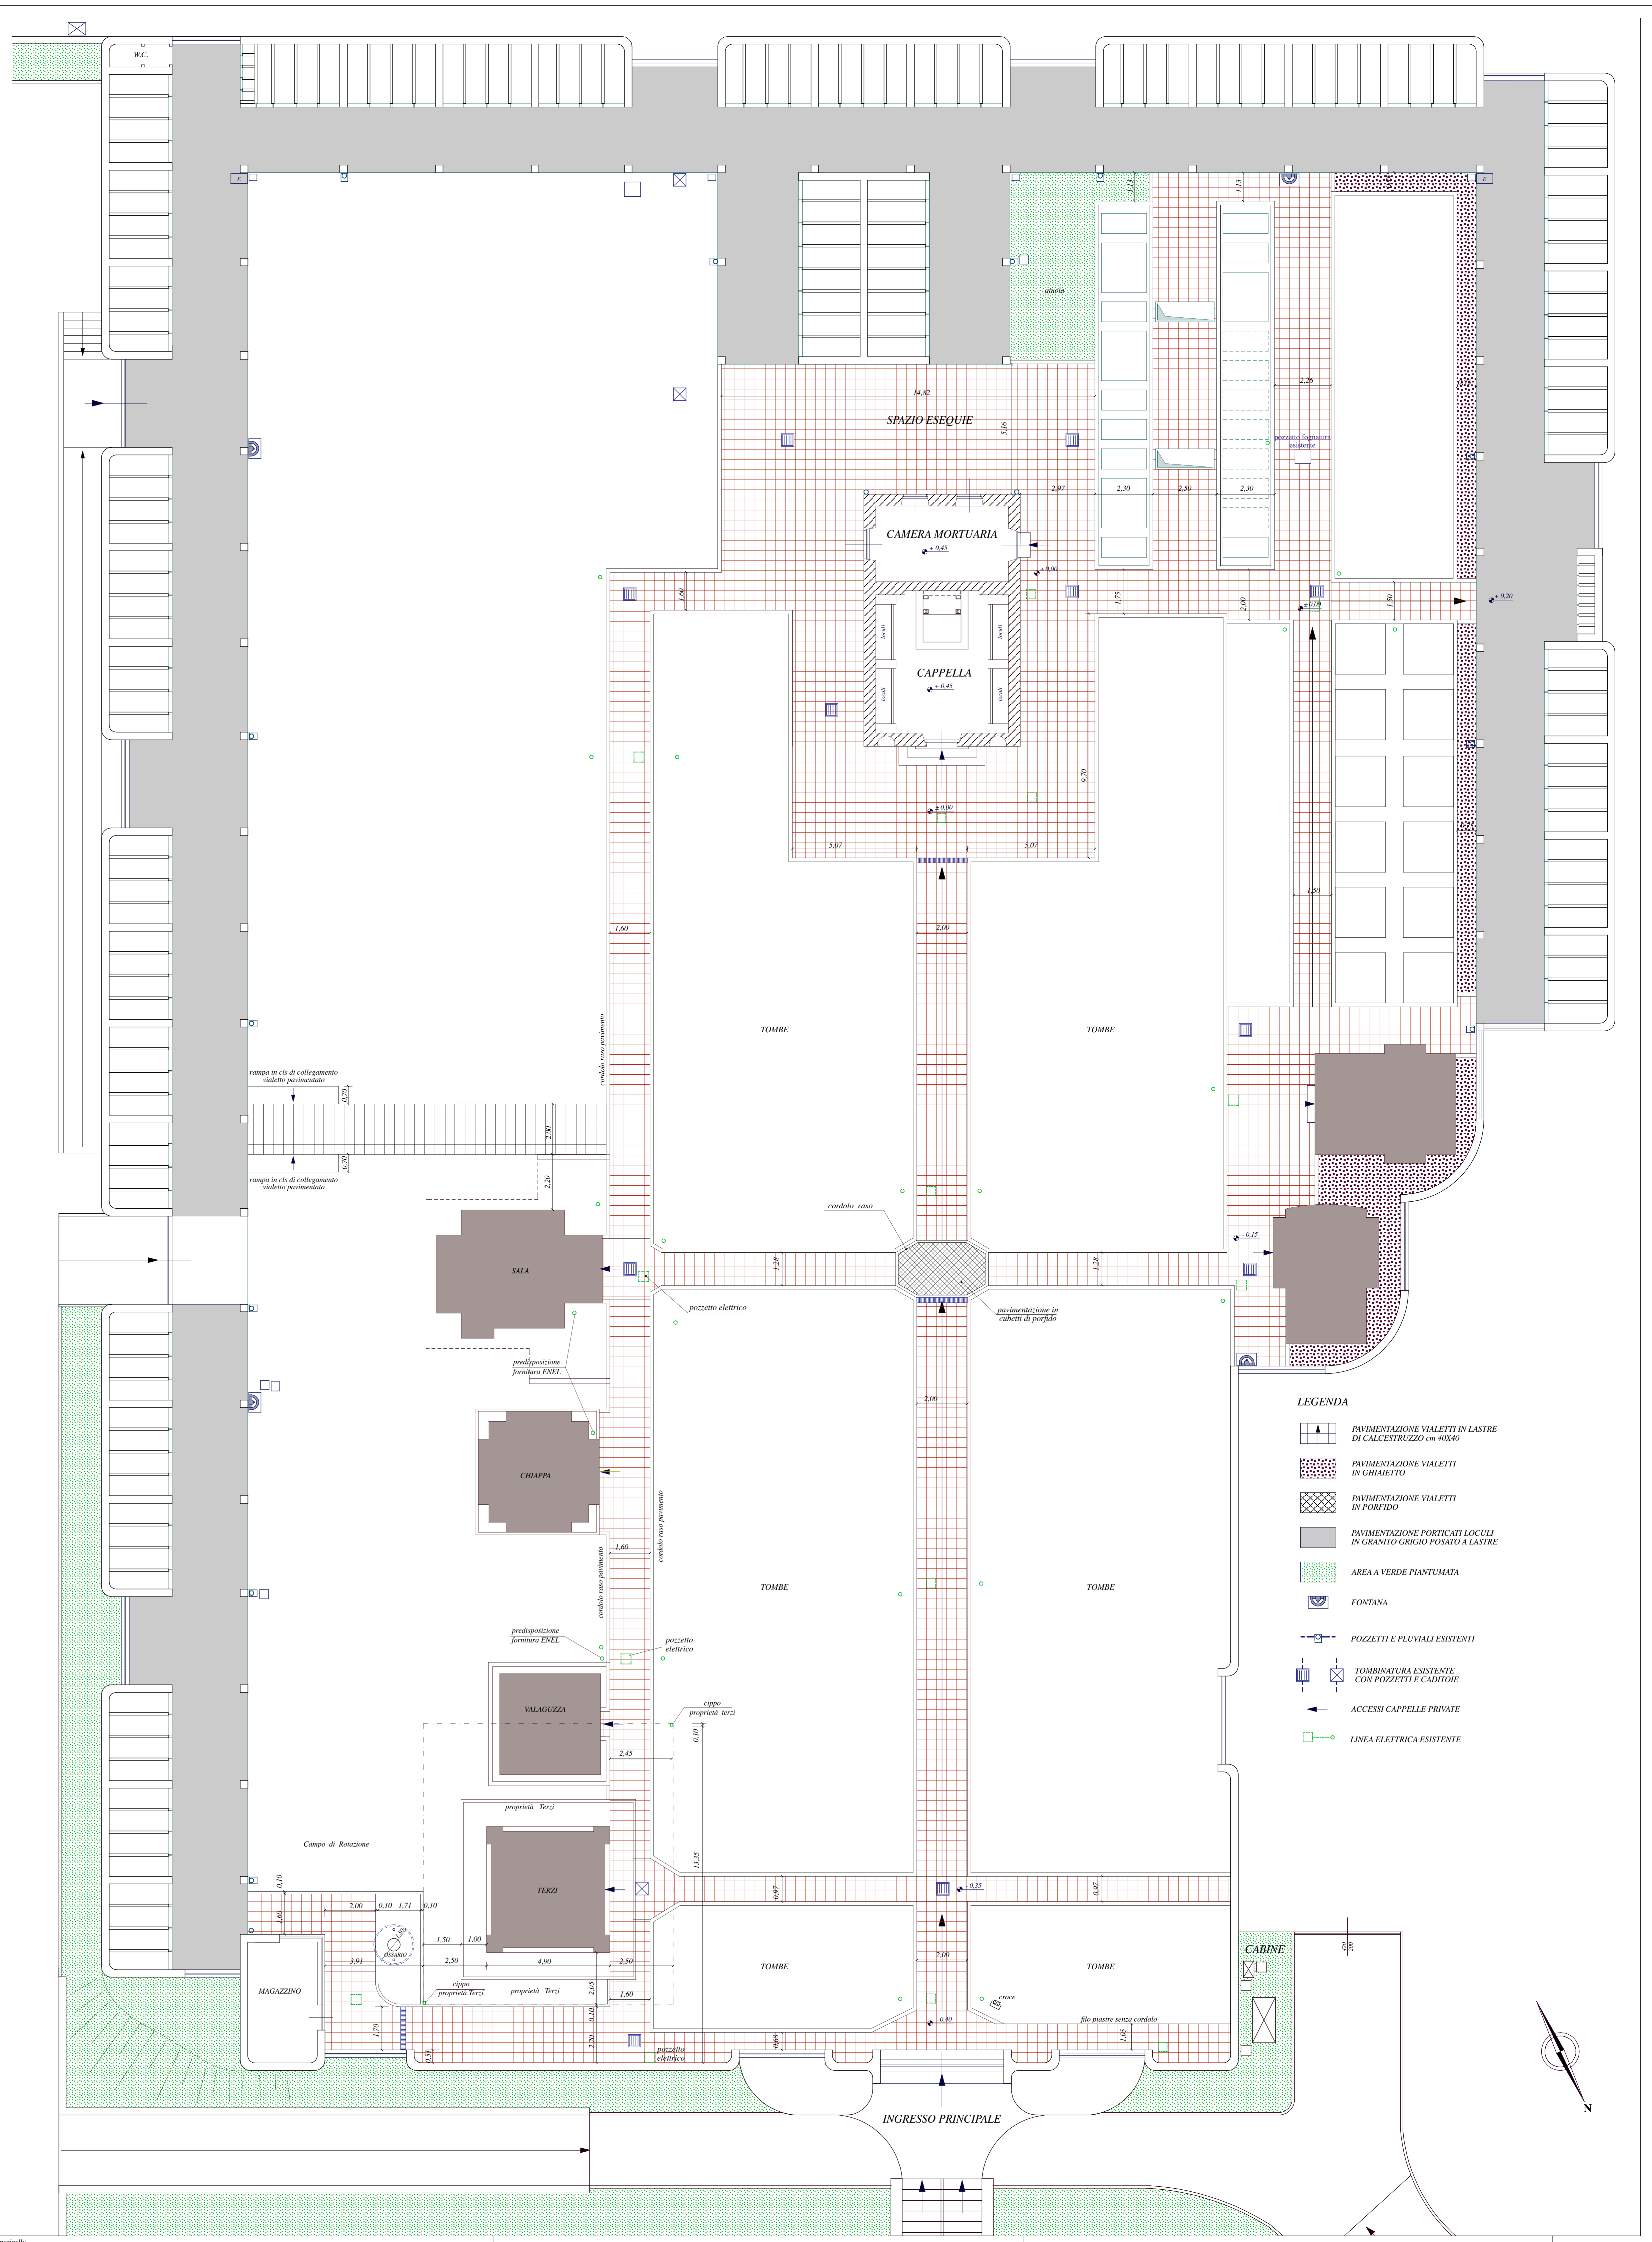 W.C.
E
E
1,13
1,13
aiuola
14,82
SPAZIO ESEQUIE
5,16
2,26
pozzetto fognatura
esistente
2,97
2,30
2,50
2,30
CAMERA MORTUARIA
+ 0,45
± 0,00
1,60
1,75
2,00
± 0,00
1,50
+ 0,20
loculi
loculi
CAPPELLA
+ 0,45
loculi
loculi
9,70
± 0,00
5,07
5,07
1,50
1,60
2,00
cordolo raso pavimento
TOMBE
TOMBE
rampa in cls di collegamento
vialetto pavimentato
0,70
2,00
0,70
rampa in cls di collegamento
vialetto pavimentato
2,20
cordolo raso
- 0,15
1,28
1,28
SALA
pozzetto elettrico
pavimentazione in
cubetti di porfido
predisposizione
fornitura ENEL
2,00
LEGENDA
PAVIMENTAZIONE VIALETTI IN LASTRE
DI CALCESTRUZZO cm 40X40
PAVIMENTAZIONE VIALETTI
IN GHIAIETTO
PAVIMENTAZIONE VIALETTI
IN PORFIDO
PAVIMENTAZIONE PORTICATI LOCULI
IN GRANITO GRIGIO POSATO A LASTRE
AREA A VERDE PIANTUMATA
FONTANA
POZZETTI E PLUVIALI ESISTENTI
TOMBINATURA ESISTENTE
CON POZZETTI E CADITOIE
ACCESSI CAPPELLE PRIVATE
LINEA ELETTRICA ESISTENTE
CHIAPPA
cordolo raso pavimento
1,60
cordolo raso pavimento
TOMBE
TOMBE
predisposizione
fornitura ENEL
pozzetto
elettrico
VALAGUZZA
cippo
proprietà terzi
0,10
2,45
proprietà Terzi
Campo di Rotazione
13,35
0,10
TERZI
0,97
- 0,35
0,97
1,60
2,00
0,10
1,71
0,10
OSSARIO
1,50
1,00
3,91
2,50
4,90
2,50
2,00
MAGAZZINO
cippo
proprietà Terzi
proprietà Terzi
2,05
1,60
TOMBE
TOMBE
CABINE
420
200
croce
0,10
1,70
- 0,40
filo piastre senza cordolo
2,20
0,51
0,68
1,05
pozzetto
elettrico
INGRESSO PRINCIPALE
N